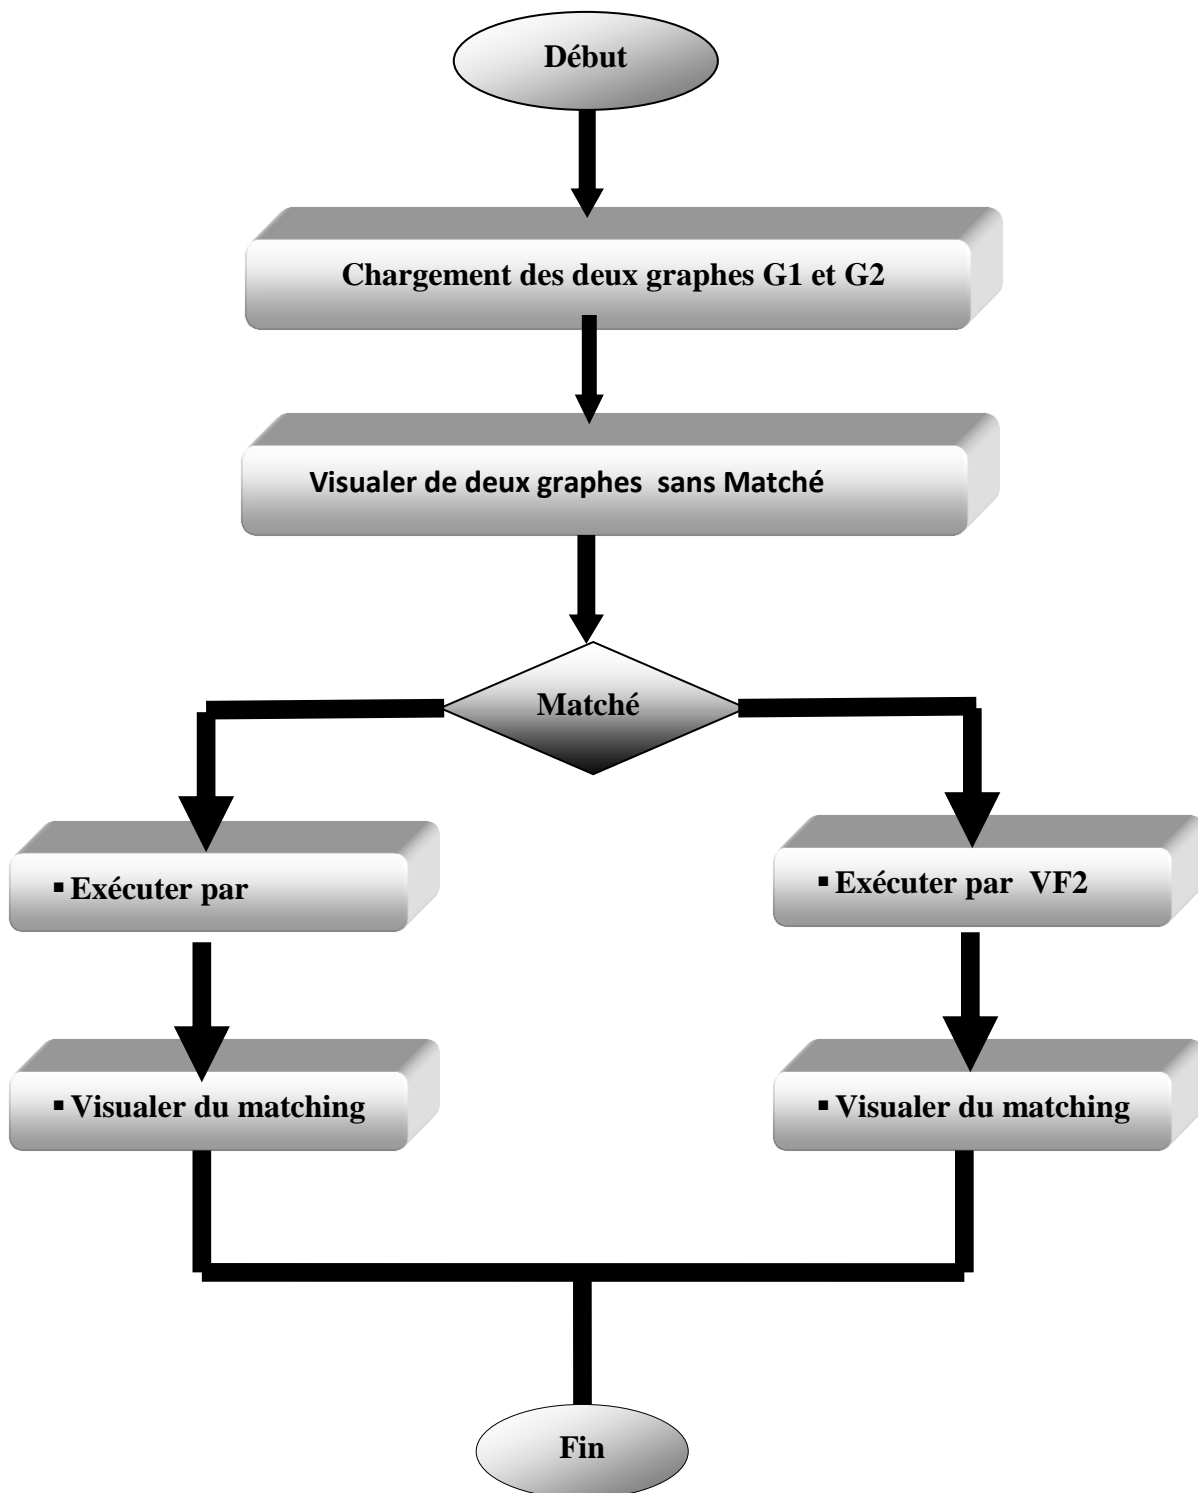 Début
Chargement des deux graphes G1 et G2
Visualer de deux graphes  sans Matché
Matché
▪ Exécuter par
▪ Exécuter par  VF2
▪ Visualer du matching
▪ Visualer du matching
Fin